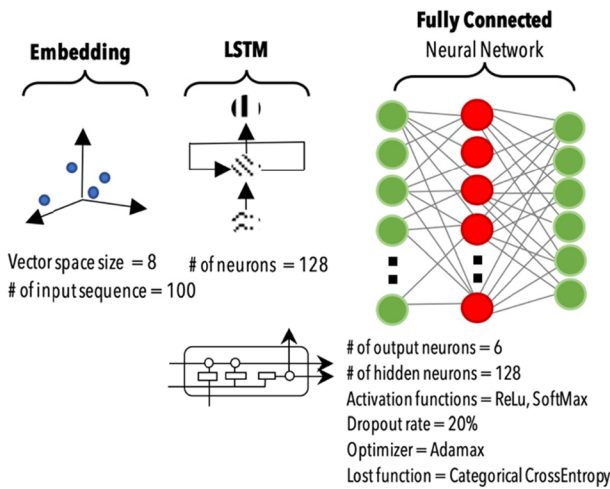 Embedding
LSTM
Fully Connected
Neural Network
Vector space size = 8
# of input sequence = 100
# of neurons = 128
# of output neurons = 6
# of hidden neurons = 128
Activation functions = ReLu, SoftMax
Dropout rate = 20%
Optimizer = Adamax
Lost function = Categorical CrossEntropy